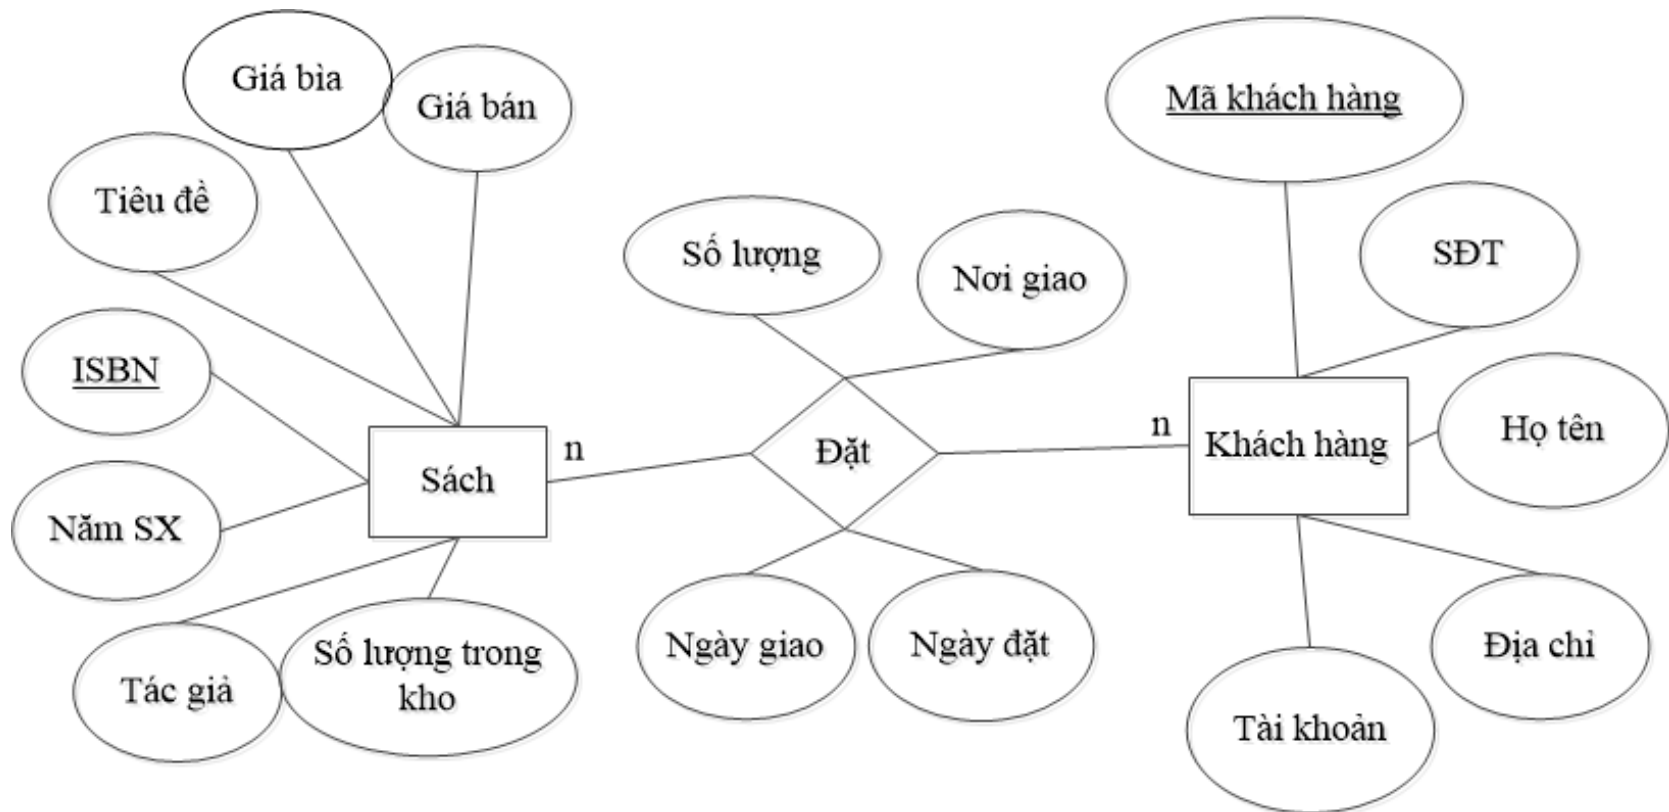 Giá bìa
Giá bán
Mã khách hàng
Tiêu đề
Số lượng
Nơi giao
SĐT
ISBN
Họ tên
n
n
Sách
Đặt
Khách hàng
Năm SX
Ngày giao
Ngày đặt
Địa chỉ
Tác giả
Số lượng trong
kho
Tài khoản